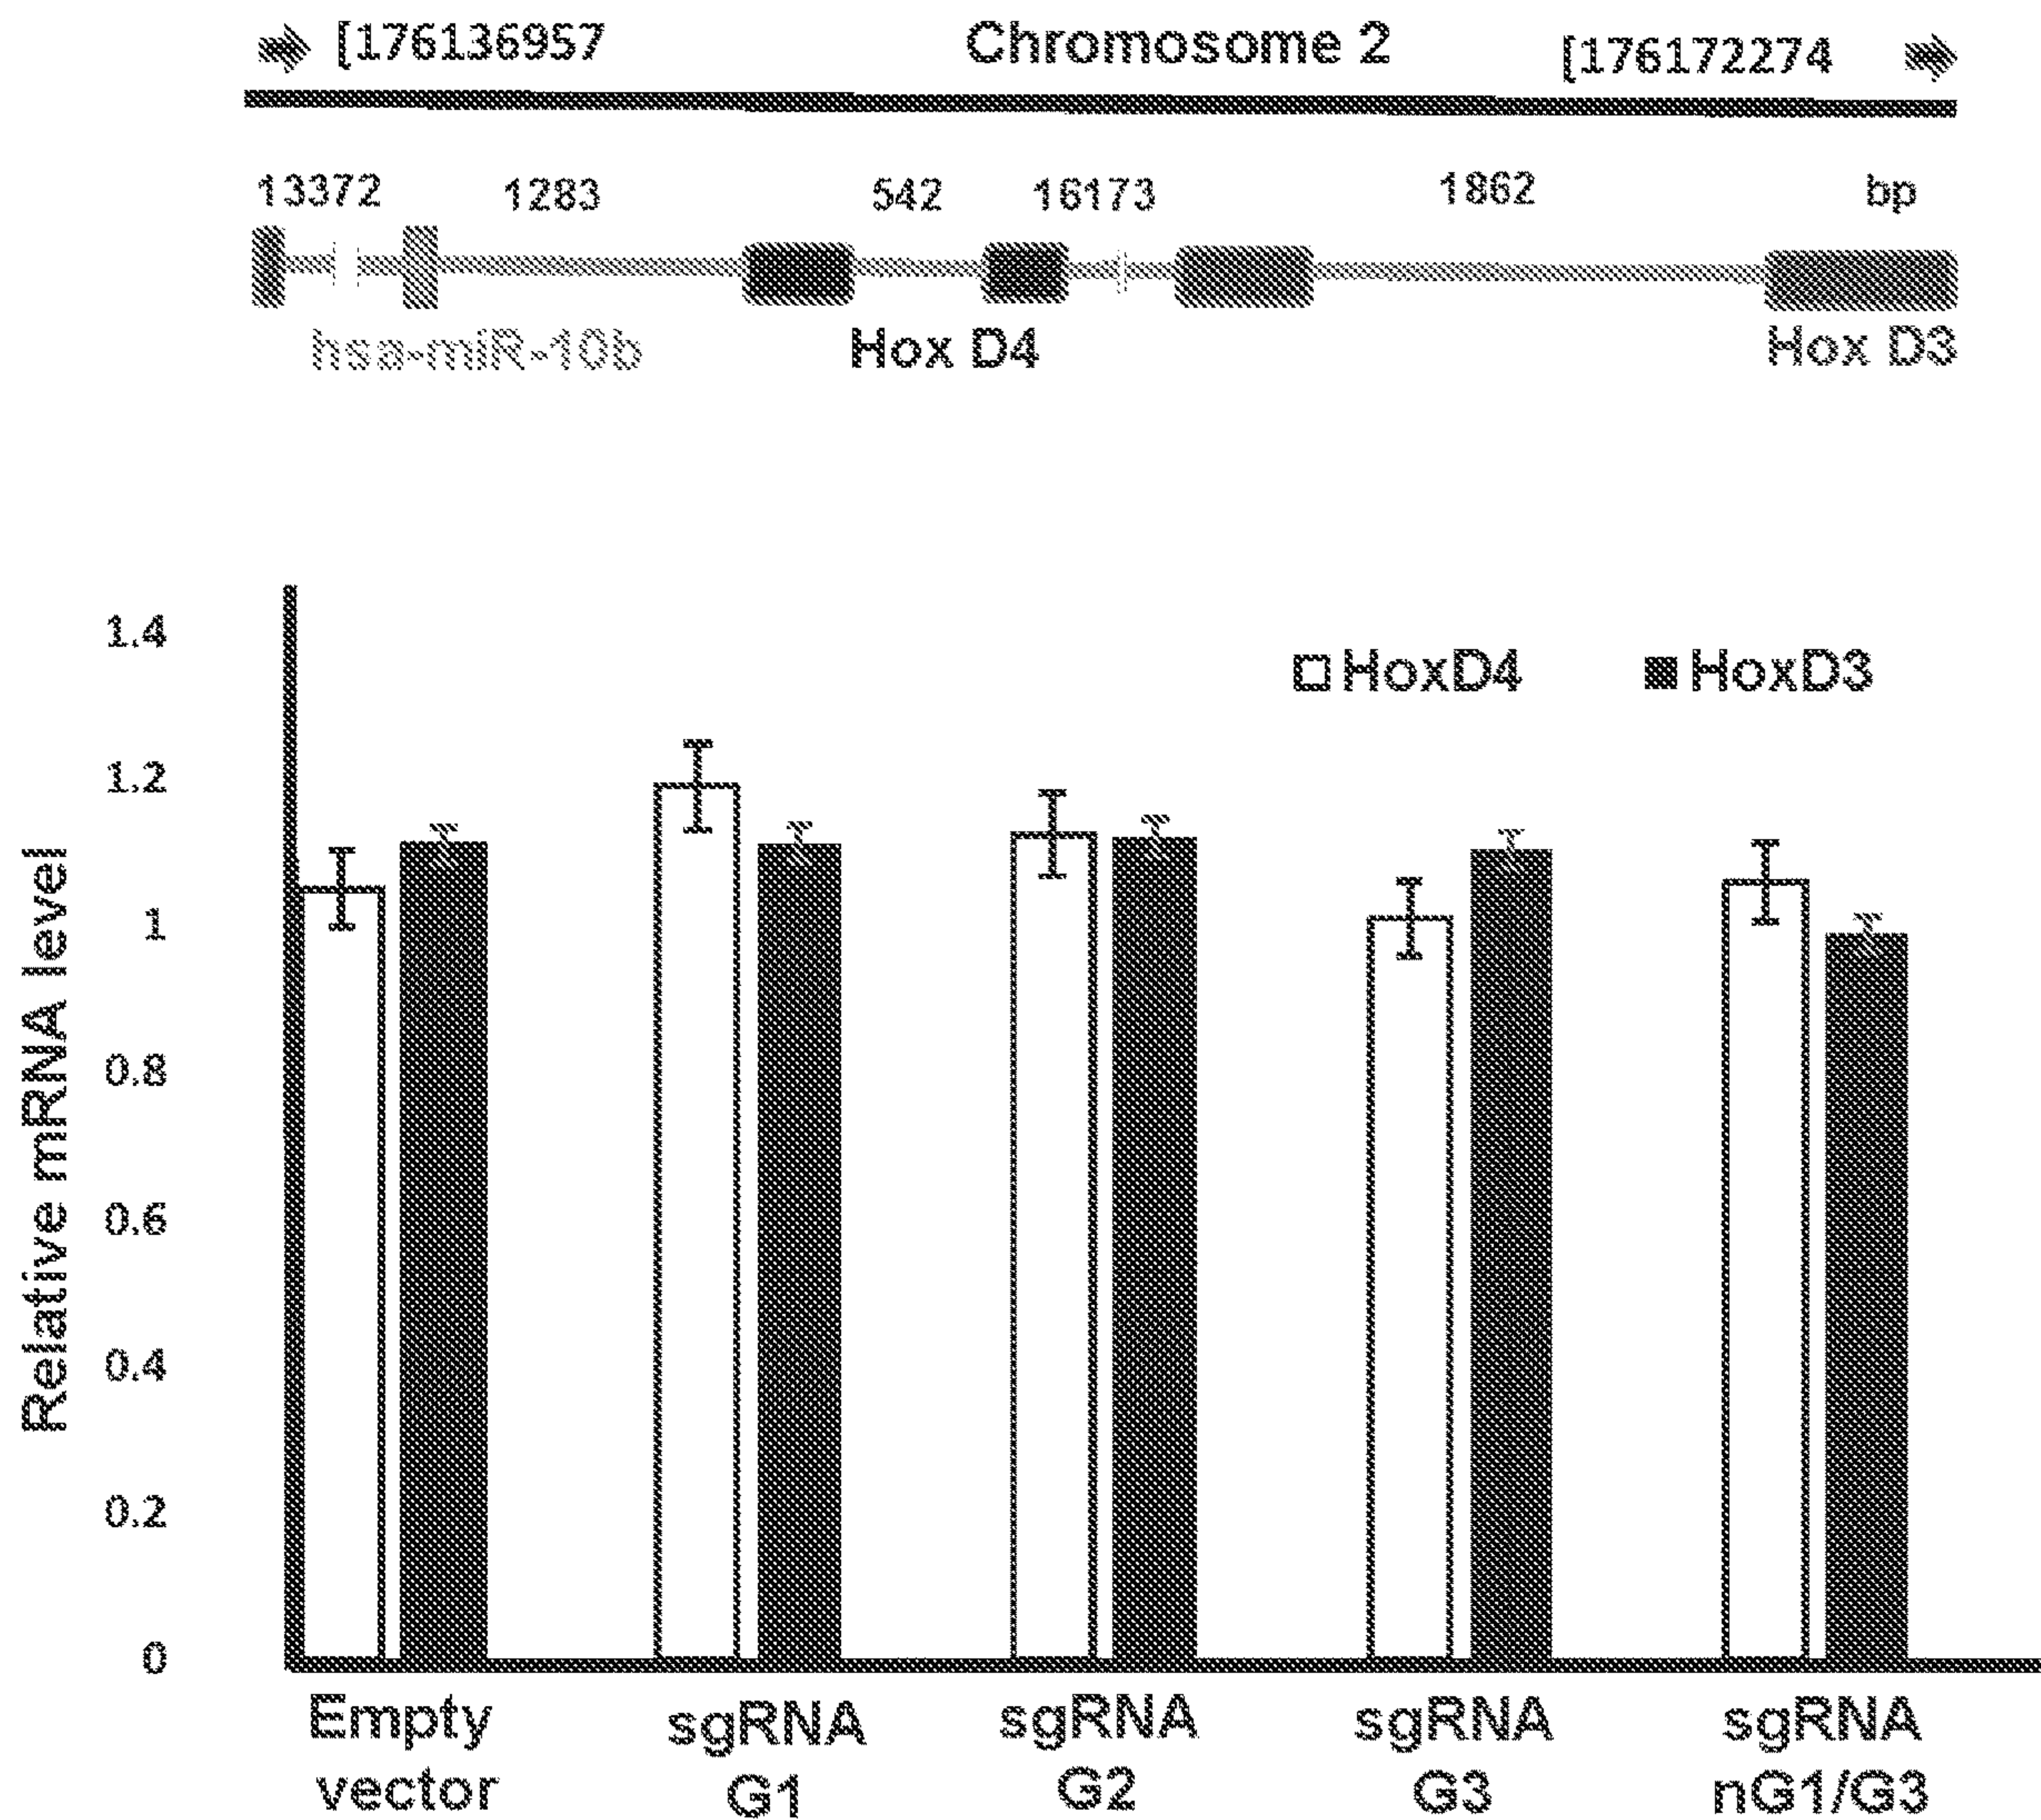 [176136957 Chromosome 2 [176172274
13372 1283 542 16173 1862 bp
hsa-miR-10b Hox D4 Hox D3
1.4
HoxD4 HoxD3
1.2
1
0.8
0.6
0.4
0.2
0
Relative mRNA level
Empty vector
sgRNA G1
sgRNA G2
sgRNA G3
sgRNA nG1/G3